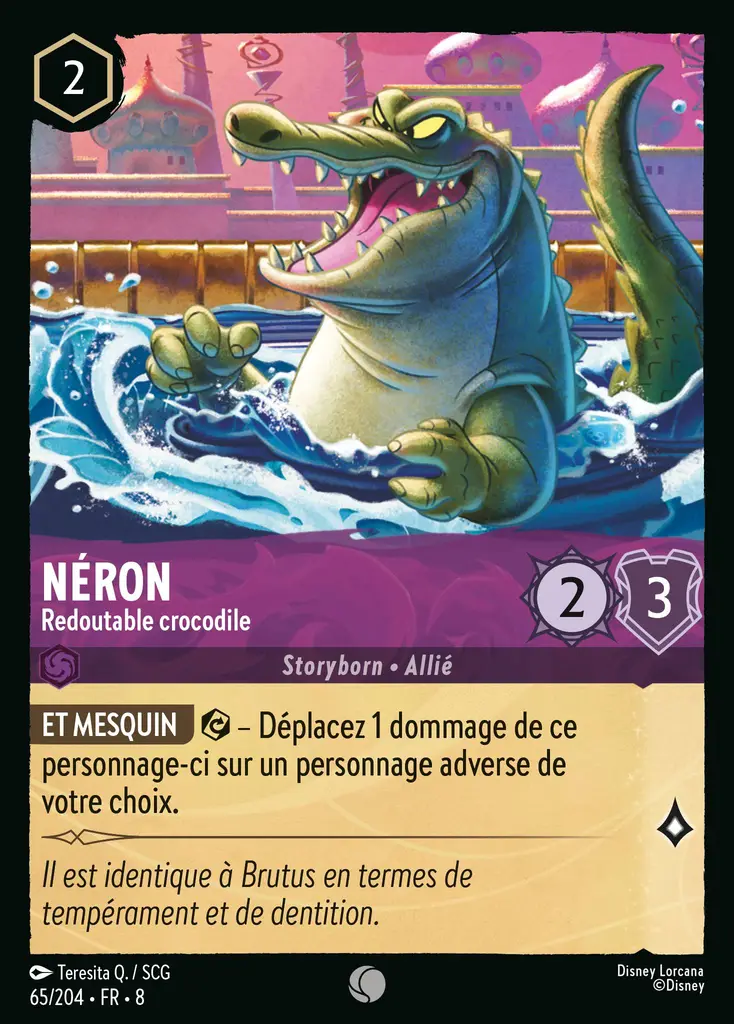 2
NÉRON
Redoutable crocodile
2
3
Storyborn • Allié
ET MESQUIN – Déplacez 1 dommage de ce
personnage-ci sur un personnage adverse de
votre choix.
Il est identique à Brutus en termes de
tempérament et de dentition.
Teresita Q. / SCG
65/204 • FR • 8
Disney Lorcana
©Disney